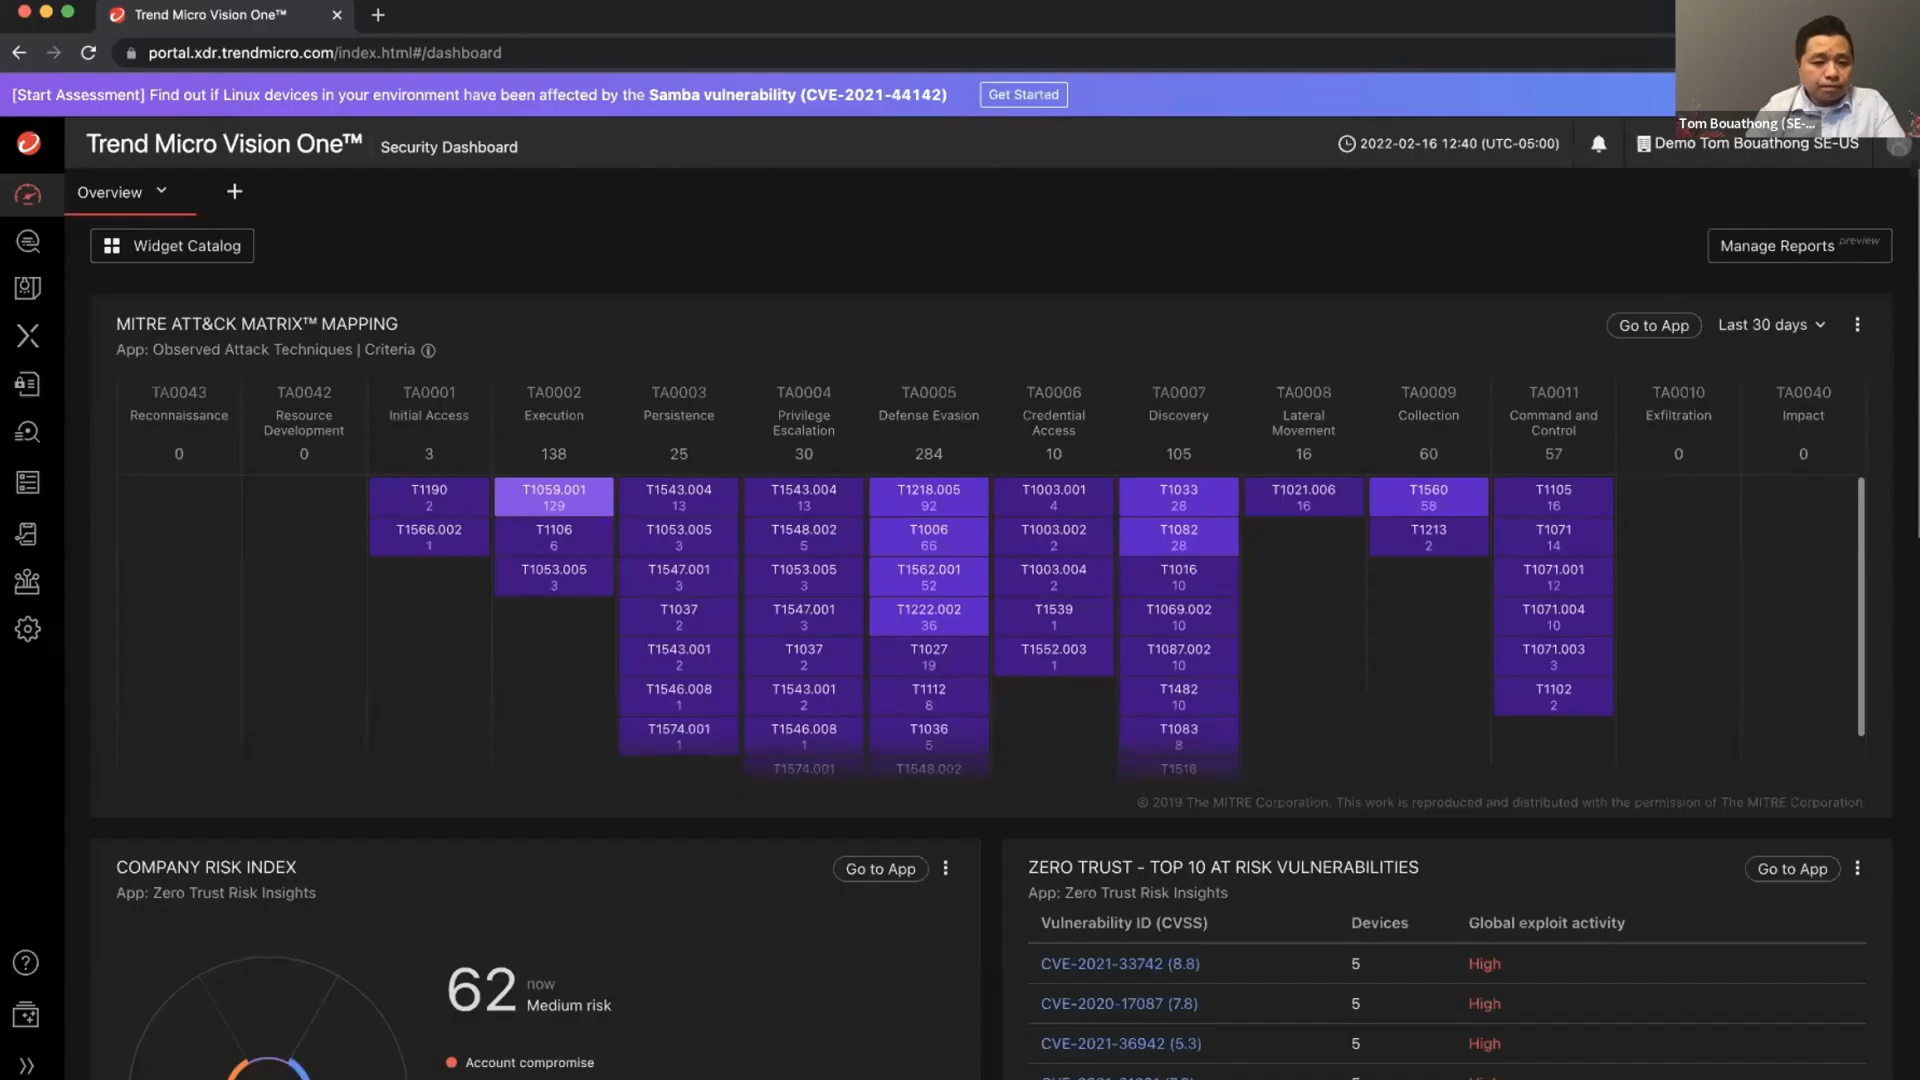 Trend Micro Vision One™
portal.xdr.trendmicro.com/index.html#/dashboard
[Start Assessment] Find out if Linux devices in your environment have been affected by the Samba vulnerability (CVE-2021-44142)
Get Started
Tom Bouathong (SE-...
Trend Micro Vision One™
Security Dashboard
2022-02-16 12:40 (UTC-05:00)
Demo Tom Bouathong SE-US
Overview
Widget Catalog
Manage Reports preview
MITRE ATT&CK MATRIX™ MAPPING
Go to App
Last 30 days
App: Observed Attack Techniques | Criteria
TA0043 TA0042 TA0001 TA0002 TA0003 TA0004 TA0005 TA0006 TA0007 TA0008 TA0009 TA0011 TA0010 TA0040
Reconnaissance Resource Development Initial Access Execution Persistence Privilege Escalation Defense Evasion Credential Access Discovery Lateral Movement Collection Command and Control Exfiltration Impact
0 0 3 138 25 30 284 10 105 16 60 57 0 0
T1190 T1059.001 T1543.004 T1543.004 T1218.005 T1003.001 T1033 T1021.006 T1560 T1105
2 129 13 13 92 4 28 16 58 16
T1566.002 T1106 T1053.005 T1548.002 T1006 T1003.002 T1082 T1213 T1071
1 6 3 5 66 2 28 2 14
T1053.005 T1547.001 T1053.005 T1562.001 T1003.004 T1016 T1071.001
3 3 3 52 2 10 12
T1037 T1547.001 T1222.002 T1539 T1069.002 T1071.004
2 3 36 1 10 10
T1543.001 T1037 T1027 T1552.003 T1087.002 T1071.003
2 2 19 1 10 3
T1546.008 T1543.001 T1112 T1482 T1102
1 2 8 10 2
T1574.001 T1546.008 T1036 T1083
1 1 5 8
T1574.001 T1548.002 T1518
© 2019 The MITRE Corporation. This work is reproduced and distributed with the permission of The MITRE Corporation.
COMPANY RISK INDEX
Go to App
App: Zero Trust Risk Insights
62 now
Medium risk
Account compromise
ZERO TRUST - TOP 10 AT RISK VULNERABILITIES
Go to App
App: Zero Trust Risk Insights
Vulnerability ID (CVSS) Devices Global exploit activity
CVE-2021-33742 (8.8) 5 High
CVE-2020-17087 (7.8) 5 High
CVE-2021-36942 (5.3) 5 High